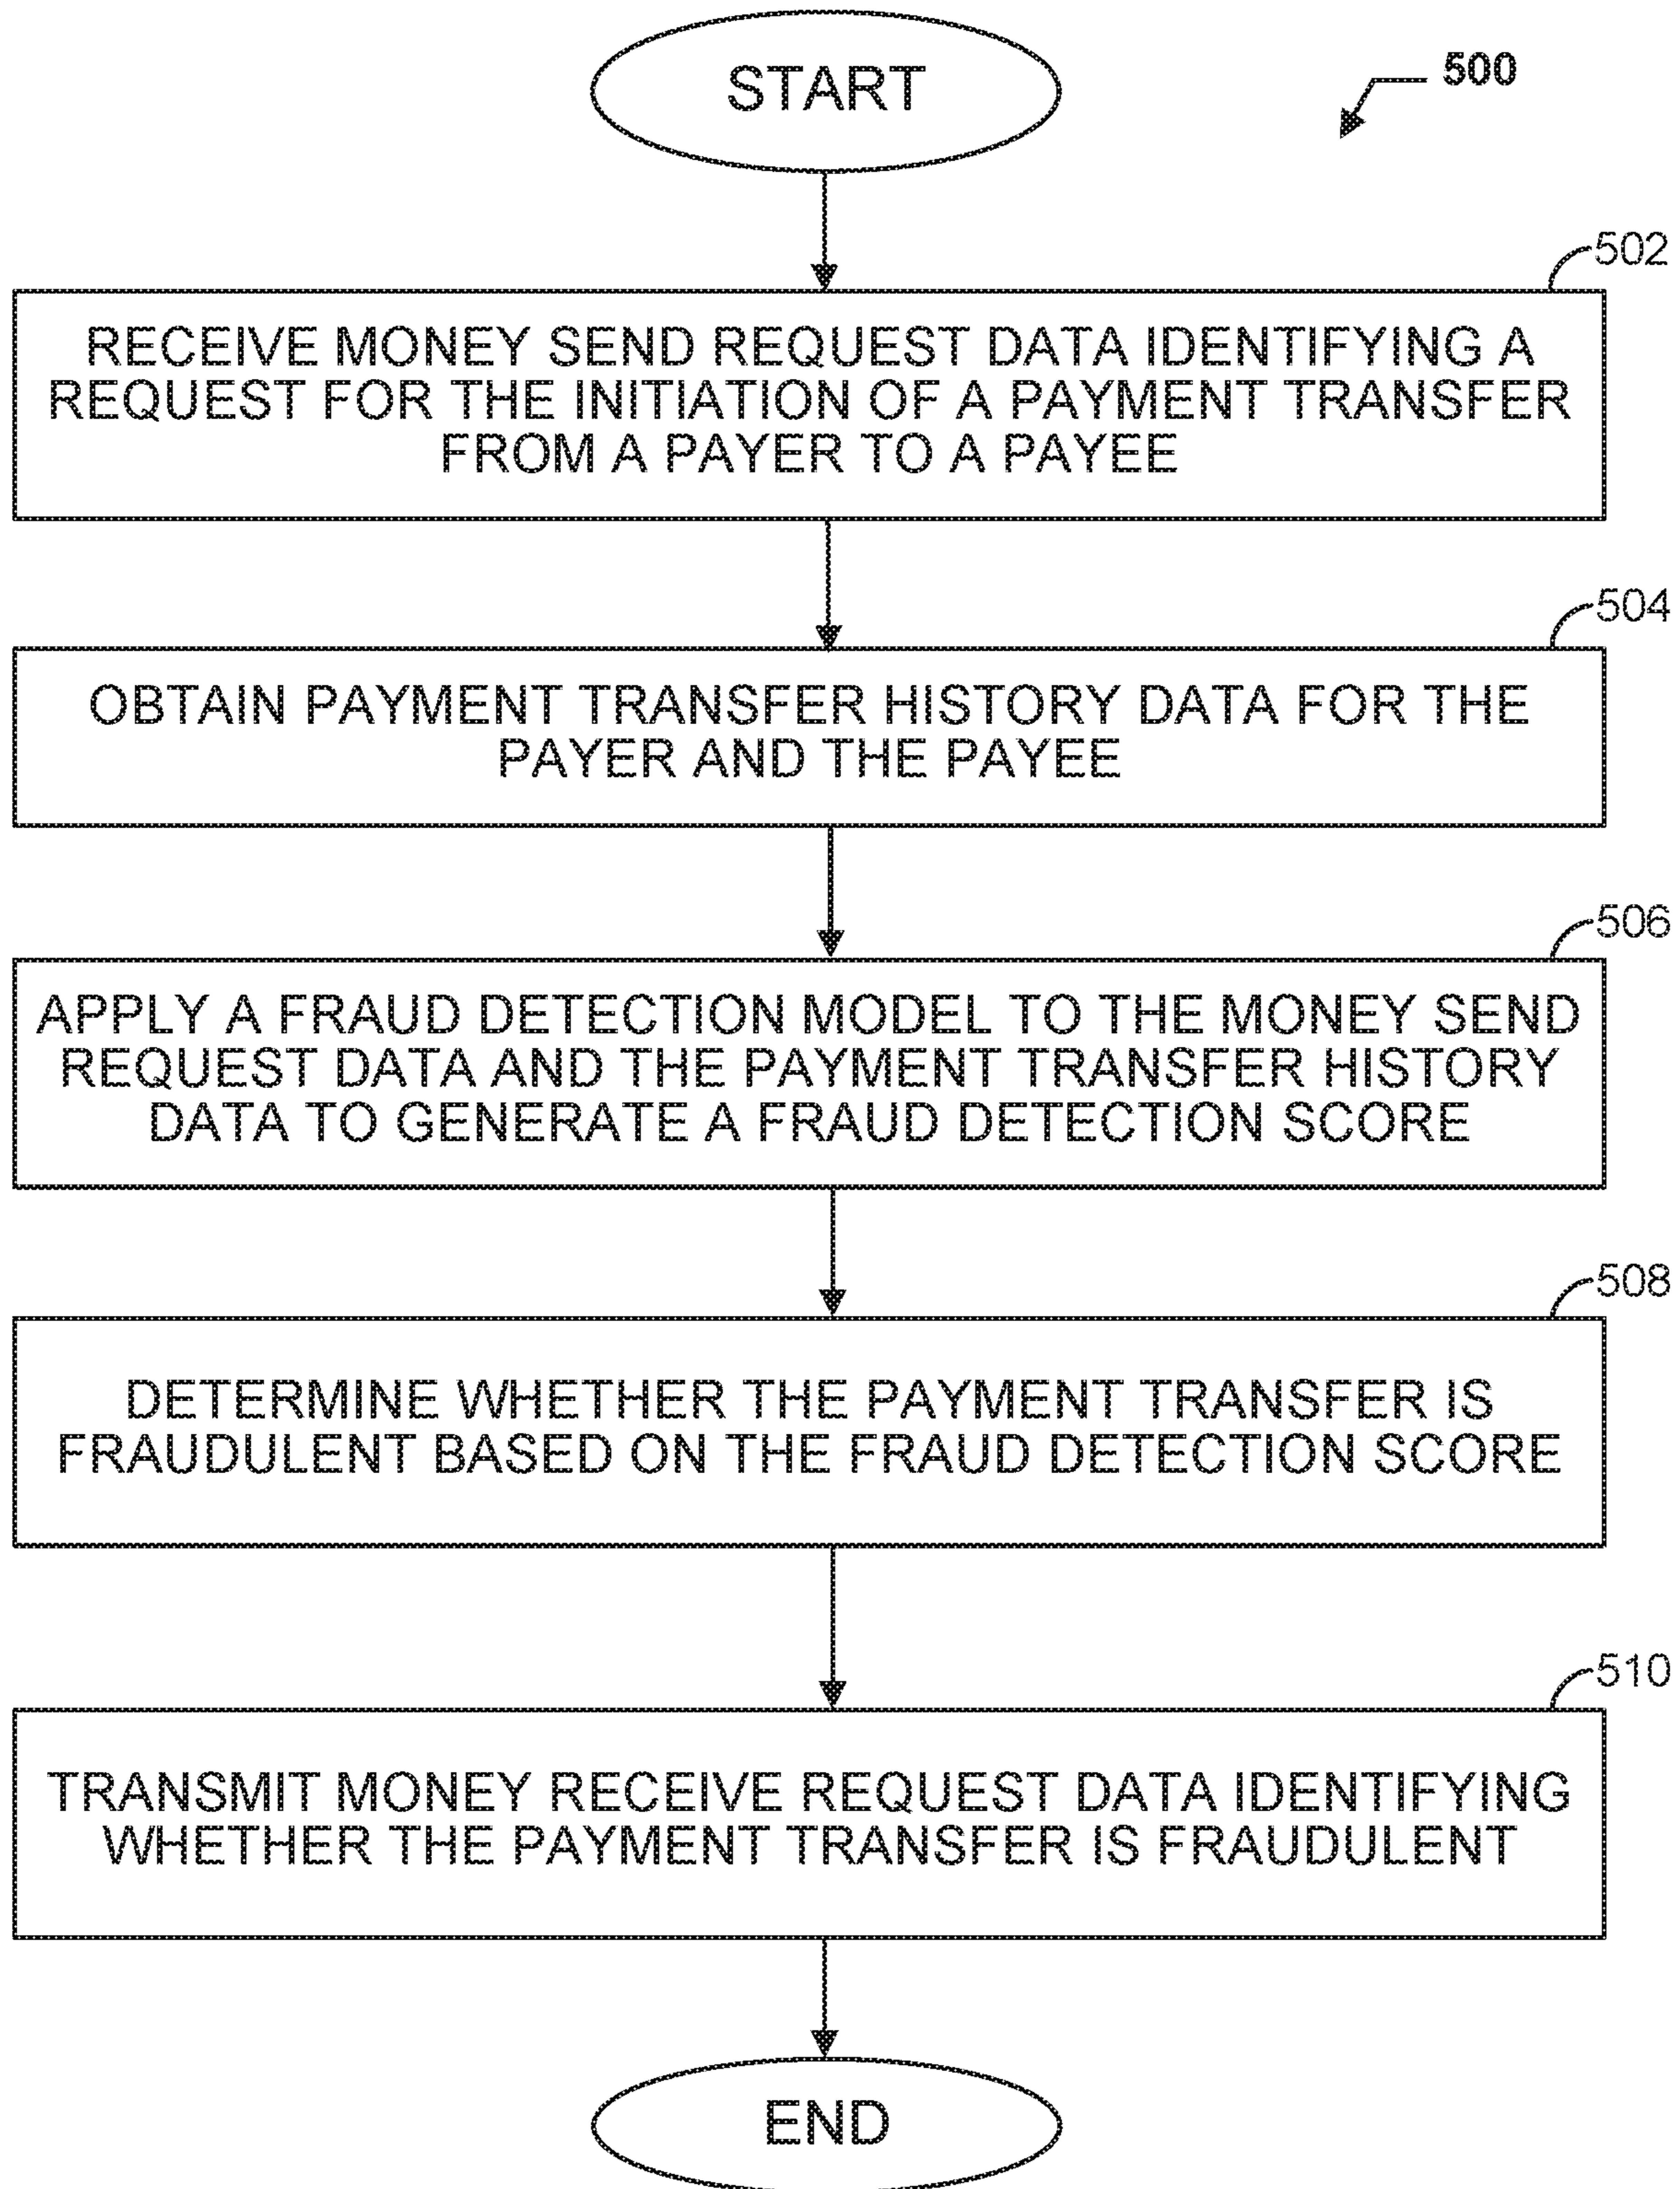 START
500
502
RECEIVE MONEY SEND REQUEST DATA IDENTIFYING A
REQUEST FOR THE INITIATION OF A PAYMENT TRANSFER
FROM A PAYER TO A PAYEE
504
OBTAIN PAYMENT TRANSFER HISTORY DATA FOR THE
PAYER AND THE PAYEE
506
APPLY A FRAUD DETECTION MODEL TO THE MONEY SEND
REQUEST DATA AND THE PAYMENT TRANSFER HISTORY
DATA TO GENERATE A FRAUD DETECTION SCORE
508
DETERMINE WHETHER THE PAYMENT TRANSFER IS
FRAUDULENT BASED ON THE FRAUD DETECTION SCORE
510
TRANSMIT MONEY RECEIVE REQUEST DATA IDENTIFYING
WHETHER THE PAYMENT TRANSFER IS FRAUDULENT
END